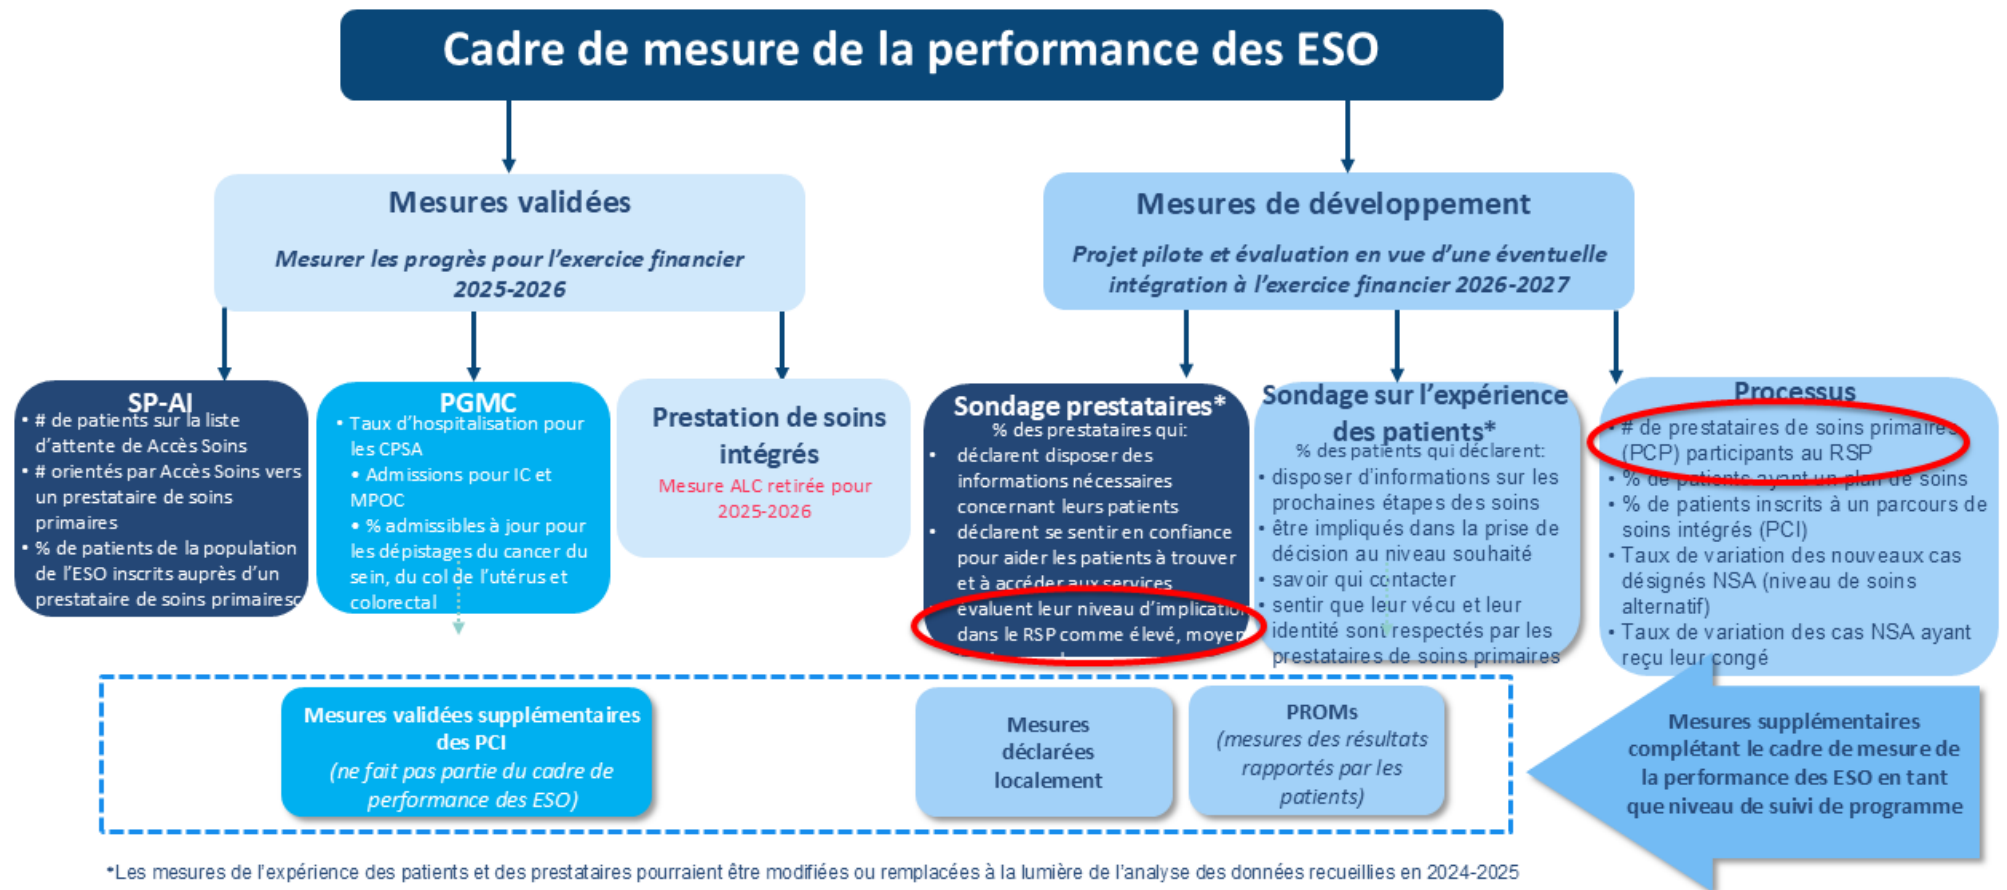 Cadre de mesure de la performance des ESO
Mesures validées
Mesurer les progrès pour l’exercice financier
2025-2026
Mesures de développement
Projet pilote et évaluation en vue d’une éventuelle
intégration à l’exercice financier 2026-2027
SP-AI
• # de patients sur la liste
d’attente de Accès Soins
• # orientés par Accès Soins vers
un prestataire de soins
primaires
• % de patients de la population
de l’ESO inscrits auprès d’un
prestataire de soins primairesc
PGMC
• Taux d’hospitalisation pour
les CPSA
• Admissions pour IC et
MPOC
• % admissibles à jour pour
les dépistages du cancer du
sein, du col de l’utérus et
colorectal
Prestation de soins
intégrés
Mesure ALC retirée pour
2025-2026
Sondage prestataires*
% des prestataires qui:
• déclarent disposer des
informations nécessaires
concernant leurs patients
• déclarent se sentir en confiance
pour aider les patients à trouver
et à accéder aux services
• évaluent leur niveau d’implication
dans le RSP comme élevé, moyen
Sondage sur l’expérience
des patients*
% des patients qui déclarent:
• disposer d’informations sur les
prochaines étapes des soins
• être impliqués dans la prise de
décision au niveau souhaité
• savoir qui contacter
• sentir que leur vécu et leur
identité sont respectés par les
prestataires de soins primaires
Processus
• # de prestataires de soins primaires
(PCP) participants au RSP
• % de patients ayant un plan de soins
• % de patients inscrits à un parcours de
soins intégrés (PCI)
• Taux de variation des nouveaux cas
désignés NSA (niveau de soins
alternatif)
• Taux de variation des cas NSA ayant
reçu leur congé
Mesures validées supplémentaires
des PCI
(ne fait pas partie du cadre de
performance des ESO)
Mesures
déclarées
localement
PROMs
(mesures des résultats
rapportés par les
patients)
Mesures supplémentaires
complétant le cadre de mesure de
la performance des ESO en tant
que niveau de suivi de programme
*Les mesures de l’expérience des patients et des prestataires pourraient être modifiées ou remplacées à la lumière de l’analyse des données recueillies en 2024-2025